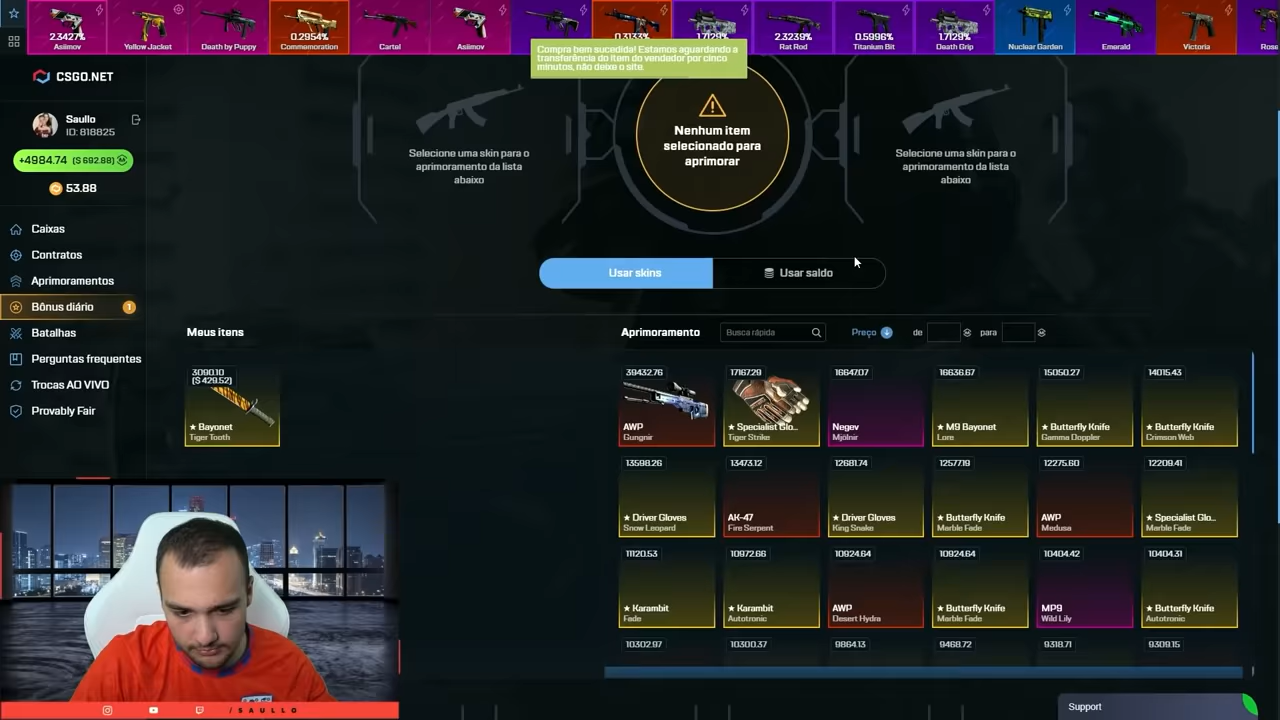 2.3427%
Asiimov
Yellow Jacket
Death by Puppy
0.2954%
Commemoration
Cartel
Asiimov
0.3133%
1.7129%
2.3239%
Rat Rod
0.5996%
Titanium Bit
1.7129%
Death Grip
Nuclear Garden
Emerald
Victoria
Compra bem sucedida! Estamos aguardando a
transferência do item do vendedor por cinco
minutos, não deixe o site.
CSGO.NET
Saullo
ID: 818825
+4984.74 ($ 692.88)
53.88
Caixas
Contratos
Aprimoramentos
Bônus diário
1
Batalhas
Perguntas frequentes
Trocas AO VIVO
Provably Fair
Selecione uma skin para o
aprimoramento da lista
abaixo
Nenhum item
selecionado para
aprimorar
Selecione uma skin para o
aprimoramento da lista
abaixo
Usar skins
Usar saldo
Meus itens
Aprimoramento
Busca rápida
Preço
de
para
3090.10
($ 429.52)
★ Bayonet
Tiger Tooth
39432.76
AWP
Gungnir
17167.29
★ Specialist Glo...
Tiger Strike
16647.07
Negev
Mjölnir
16636.67
★ M9 Bayonet
Lore
15050.27
★ Butterfly Knife
Gamma Doppler
14015.43
★ Butterfly Knife
Crimson Web
13598.26
★ Driver Gloves
Snow Leopard
13473.12
AK-47
Fire Serpent
12681.74
★ Driver Gloves
King Snake
12577.19
★ Butterfly Knife
Marble Fade
12275.60
AWP
Medusa
12209.41
★ Specialist Glo...
Marble Fade
11120.53
★ Karambit
Fade
10972.66
★ Karambit
Autotronic
10924.64
AWP
Desert Hydra
10924.64
★ Butterfly Knife
Marble Fade
10404.42
MP9
Wild Lily
10404.31
★ Butterfly Knife
Autotronic
10302.97
10300.37
9864.13
9468.72
9318.71
9309.15
/SAULLO
Support